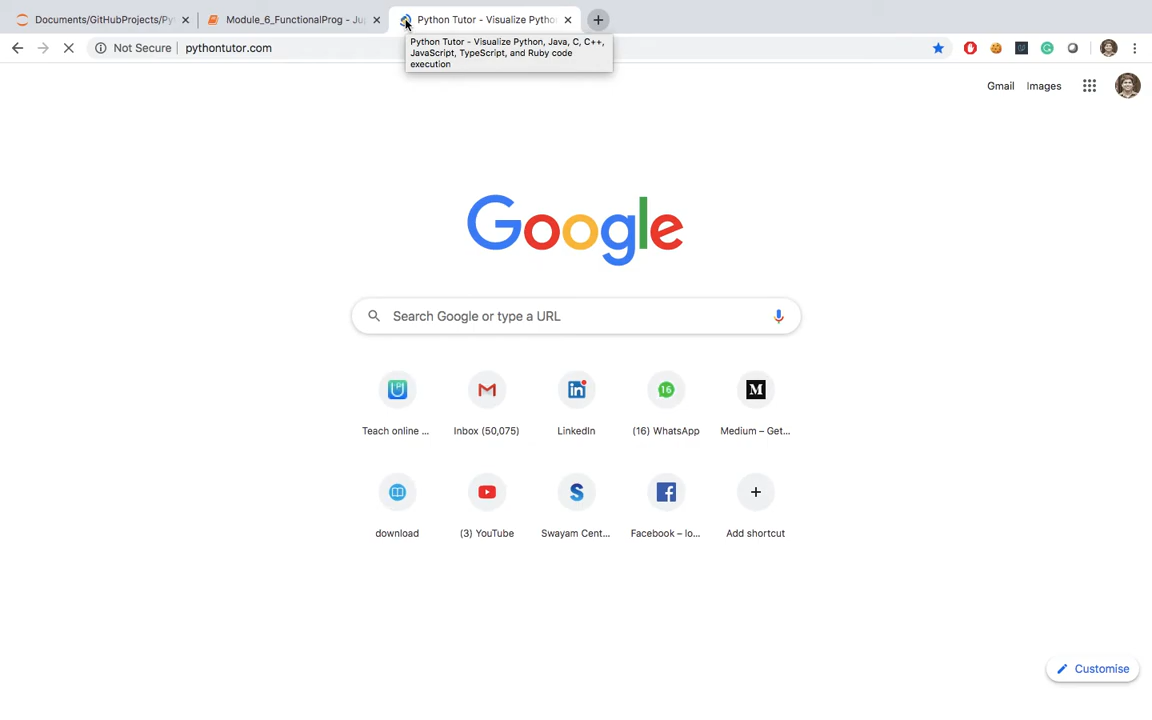 Documents/GitHubProjects/Py
Module_6_FunctionalProg - Ju
Python Tutor - Visualize Pytho
Python Tutor - Visualize Python, Java, C, C++,
JavaScript, TypeScript, and Ruby code
execution
Not Secure
pythontutor.com
Gmail
Images
Google
Search Google or type a URL
16
Teach online ...
Inbox (50,075)
LinkedIn
(16) WhatsApp
Medium – Get...
download
(3) YouTube
Swayam Cent...
Facebook – lo...
Add shortcut
Customise